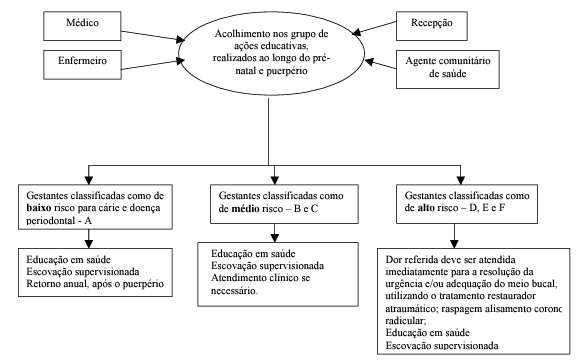 Médico
Enfermeiro
Acolhimento nos grupo de
ações educativas,
realizados ao longo do pré-
natal e puerpério
Recepção
Agente comunitário
de saúde
Gestantes classificadas como de
baixo risco para cárie e doença
periodontal - A
Gestantes classificadas como
de médio risco – B e C
Gestantes classificadas como
de alto risco – D, E e F
Educação em saúde
Escovação supervisionada
Retorno anual, após o puerpério
Educação em saúde
Escovação supervisionada
Atendimento clínico se
necessário.
Dor referida deve ser atendida
imediatamente para a resolução da
urgência e/ou adequação do meio bucal,
utilizando o tratamento restaurador
atraumático; raspagem alisamento corono
radicular;
Educação em saúde
Escovação supervisionada